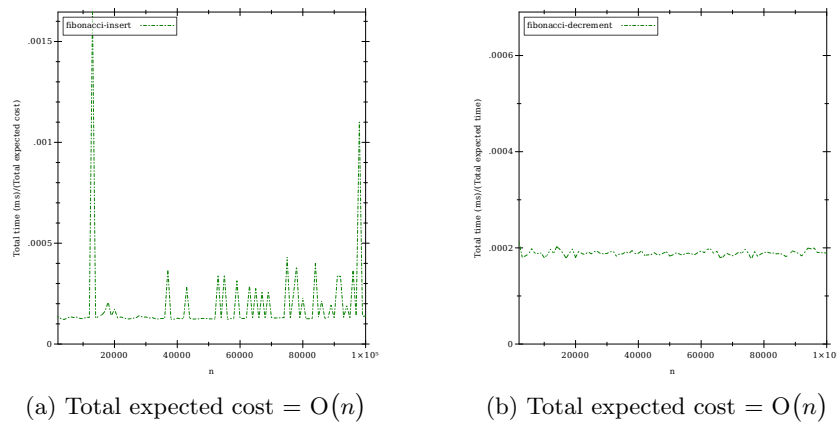 fibonacci-insert
.0015
.001
.0005
0
Total time (ms)/(Total expected cost)
20000 40000 60000 80000 1×10⁵
n
(a) Total expected cost = O(n)
fibonacci-decrement
.0006
.0004
.0002
0
Total time (ms)/(Total expected time)
20000 40000 60000 80000 1×10
n
(b) Total expected cost = O(n)